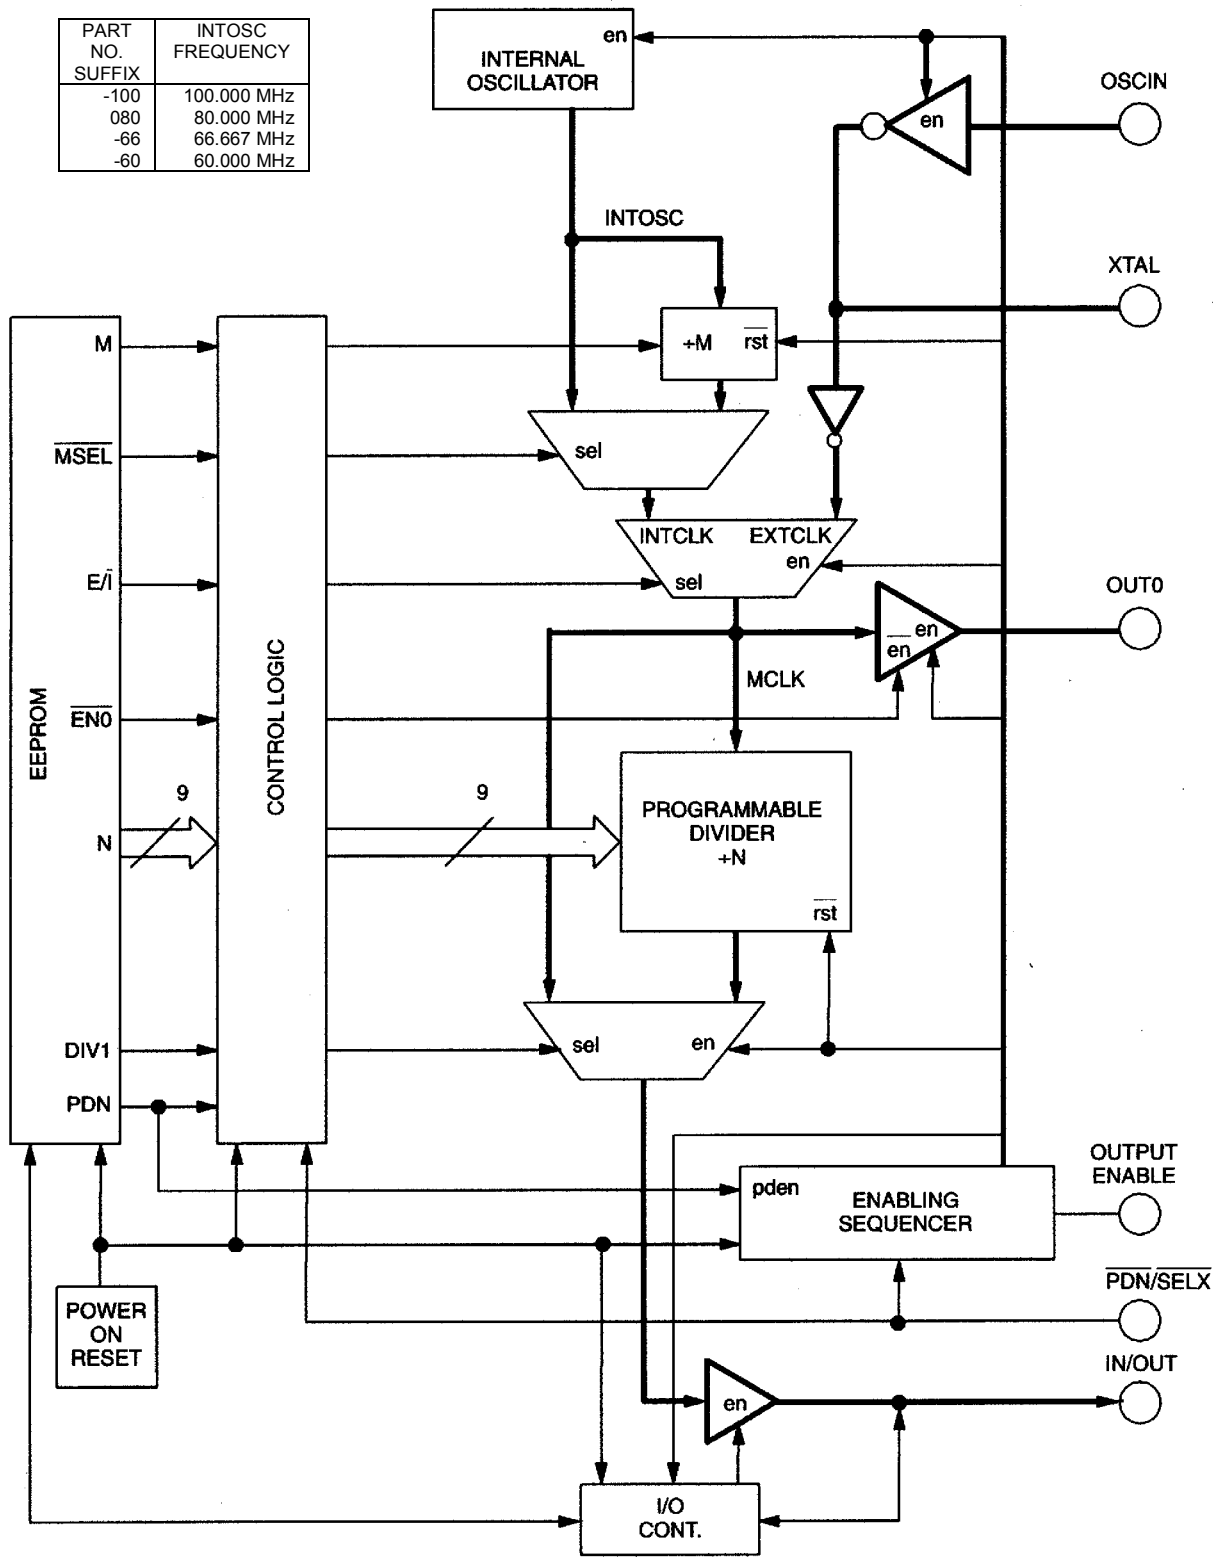 PART
NO.
SUFFIX
INTOSC
FREQUENCY
-100 100.000 MHz
080 80.000 MHz
-66 66.667 MHz
-60 60.000 MHz
en
INTERNAL
OSCILLATOR
OSCIN
en
INTOSC
XTAL
M
÷M rst
MSEL
sel
INTCLK EXTCLK
E/I
sel
en
OUT0
en
en
MCLK
EN0
EEPROM
CONTROL LOGIC
9
9
N
PROGRAMMABLE
DIVIDER
÷N
rst
DIV1
sel
en
PDN
OUTPUT
ENABLE
pden
ENABLING
SEQUENCER
PDN/SELX
POWER
ON
RESET
IN/OUT
en
I/O
CONT.